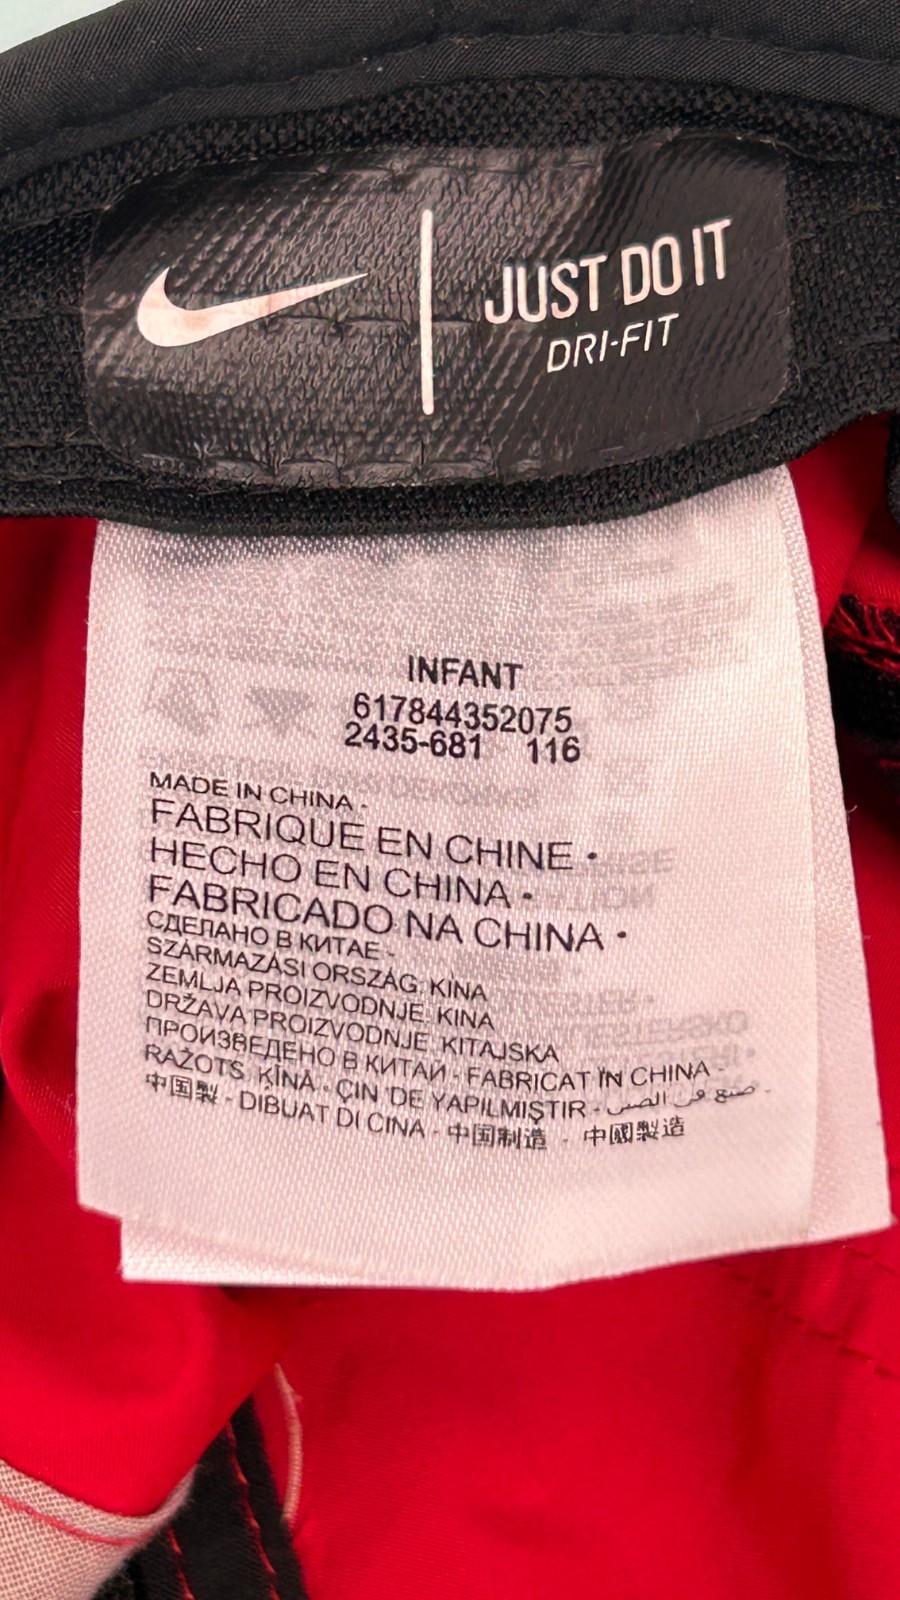 JUST DO IT
DRI-FIT
INFANT
617844352075
2435-681 116
MADE IN CHINA -
FABRIQUE EN CHINE •
HECHO EN CHINA •
FABRICADO NA CHINA •
СДЕЛАНО В КИТАЕ -
SZÁRMAZÁSI ORSZÁG: KÍNA
ZEMLJA PROIZVODNJE: KINA
DRŽAVA PROIZVODNJE: KITAJSKA
ПРОИЗВЕДЕНО В КИТАЙ - FABRICAT ÎN CHINA -
RAŽOTS ĶĪNĀ - ÇİN 'DE YAPILMIŞTIR - صنع في الصين -
中国製 - DIBUAT DI CINA - 中国制造 - 中國製造